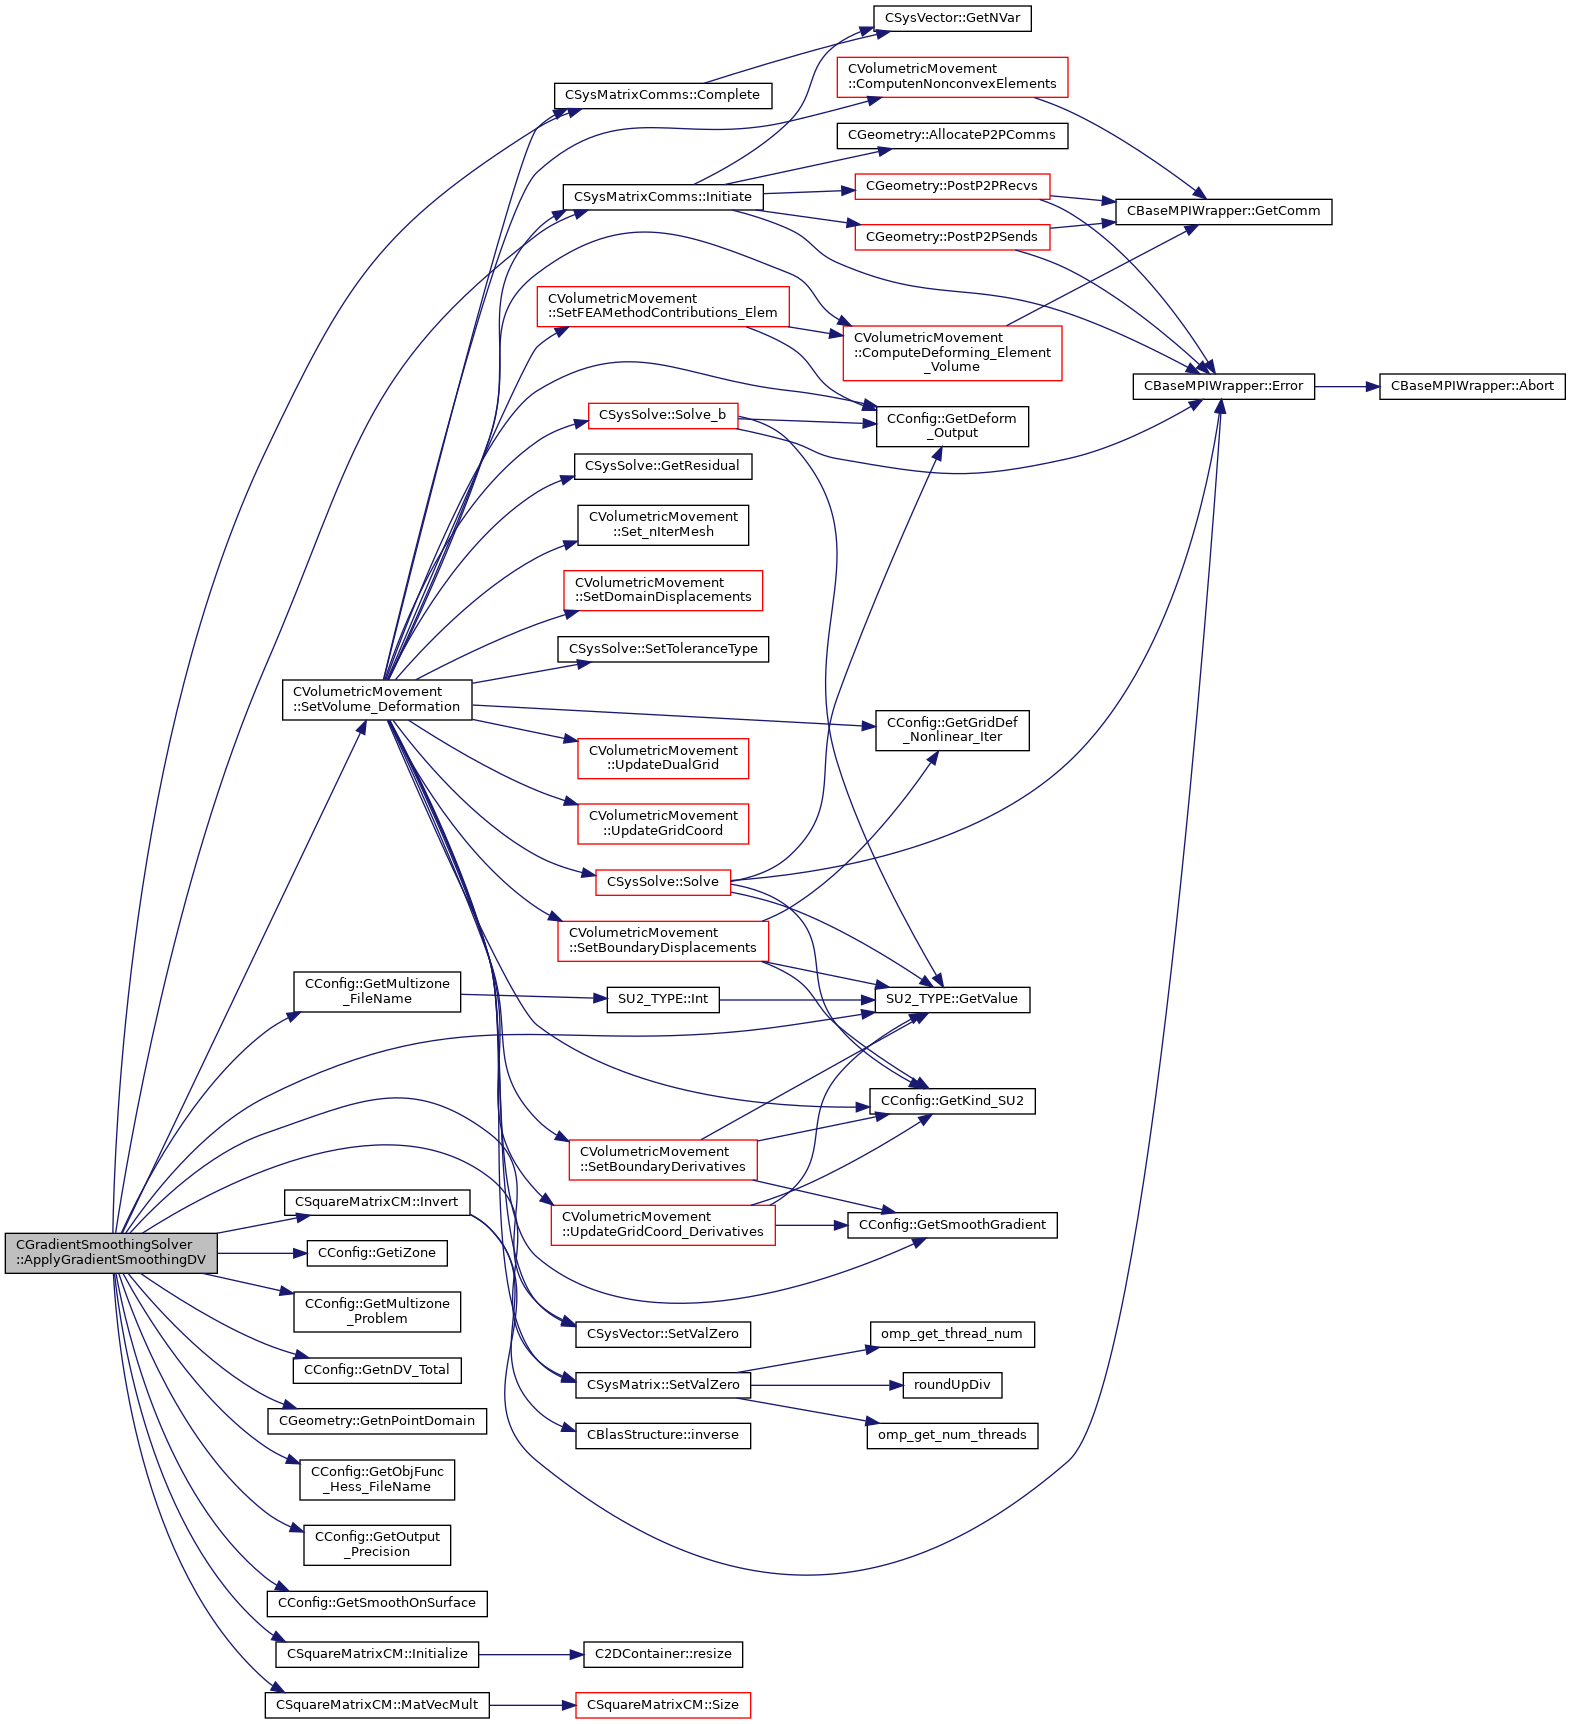 CGradientSmoothingSolver
::ApplyGradientSmoothingDV
CVolumetricMovement
::SetVolume_Deformation
CConfig::GetMultizone
_FileName
CSquareMatrixCM::Invert
CConfig::GetiZone
CConfig::GetMultizone
_Problem
CConfig::GetnDV_Total
CGeometry::GetnPointDomain
CConfig::GetObjFunc
_Hess_FileName
CConfig::GetOutput
_Precision
CConfig::GetSmoothOnSurface
CSquareMatrixCM::Initialize
CSquareMatrixCM::MatVecMult
CSysMatrixComms::Complete
CSysMatrixComms::Initiate
CVolumetricMovement
::SetFEAMethodContributions_Elem
CSysSolve::Solve_b
CSysSolve::GetResidual
CVolumetricMovement
::Set_nIterMesh
CVolumetricMovement
::SetDomainDisplacements
CSysSolve::SetToleranceType
CVolumetricMovement
::UpdateDualGrid
CVolumetricMovement
::UpdateGridCoord
CSysSolve::Solve
CVolumetricMovement
::SetBoundaryDisplacements
SU2_TYPE::Int
CVolumetricMovement
::SetBoundaryDerivatives
CVolumetricMovement
::UpdateGridCoord_Derivatives
CSysVector::SetValZero
CSysMatrix::SetValZero
CBlasStructure::inverse
C2DContainer::resize
CSquareMatrixCM::Size
CSysVector::GetNVar
CVolumetricMovement
::ComputenNonconvexElements
CGeometry::AllocateP2PComms
CGeometry::PostP2PRecvs
CGeometry::PostP2PSends
CVolumetricMovement
::ComputeDeforming_Element
_Volume
CConfig::GetDeform
_Output
CConfig::GetGridDef
_Nonlinear_Iter
SU2_TYPE::GetValue
CConfig::GetKind_SU2
CConfig::GetSmoothGradient
omp_get_thread_num
roundUpDiv
omp_get_num_threads
CBaseMPIWrapper::GetComm
CBaseMPIWrapper::Error
CBaseMPIWrapper::Abort